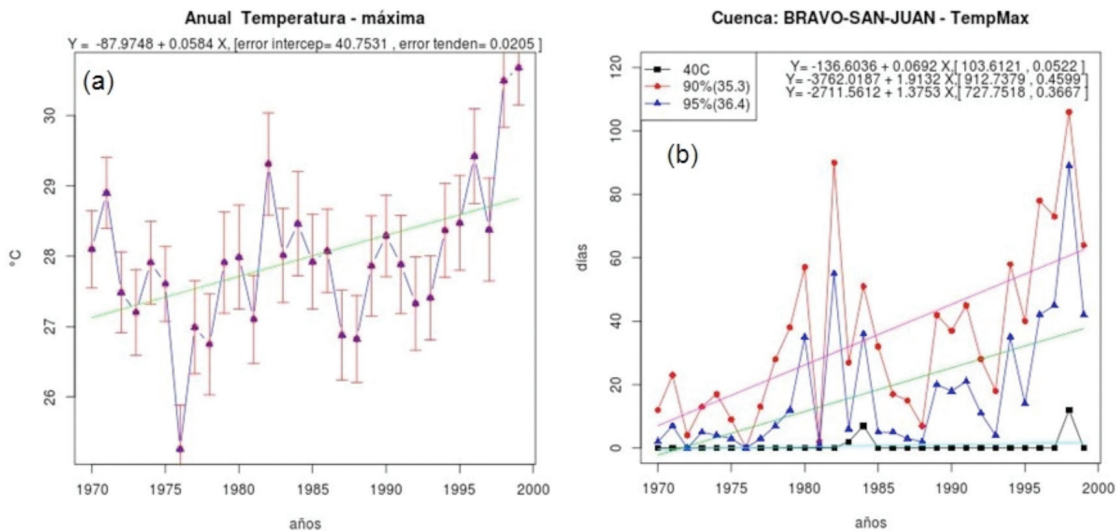 Anual Temperatura - máxima
Y = -87.9748 + 0.0584 X, [error intercep= 40.7531 , error tenden= 0.0205 ]
(a)
30
29
28
27
26
°C
1970 1975 1980 1985 1990 1995 2000
años
Cuenca: BRAVO-SAN-JUAN - TempMax
40C
90%(35.3)
95%(36.4)
Y= -136.6036 + 0.0692 X,[ 103.6121 , 0.0522 ]
Y= -3762.0187 + 1.9132 X,[ 912.7379 , 0.4599 ]
Y= -2711.5612 + 1.3753 X,[ 727.7518 , 0.3667 ]
(b)
120
100
80
60
40
20
0
días
1970 1975 1980 1985 1990 1995 2000
años